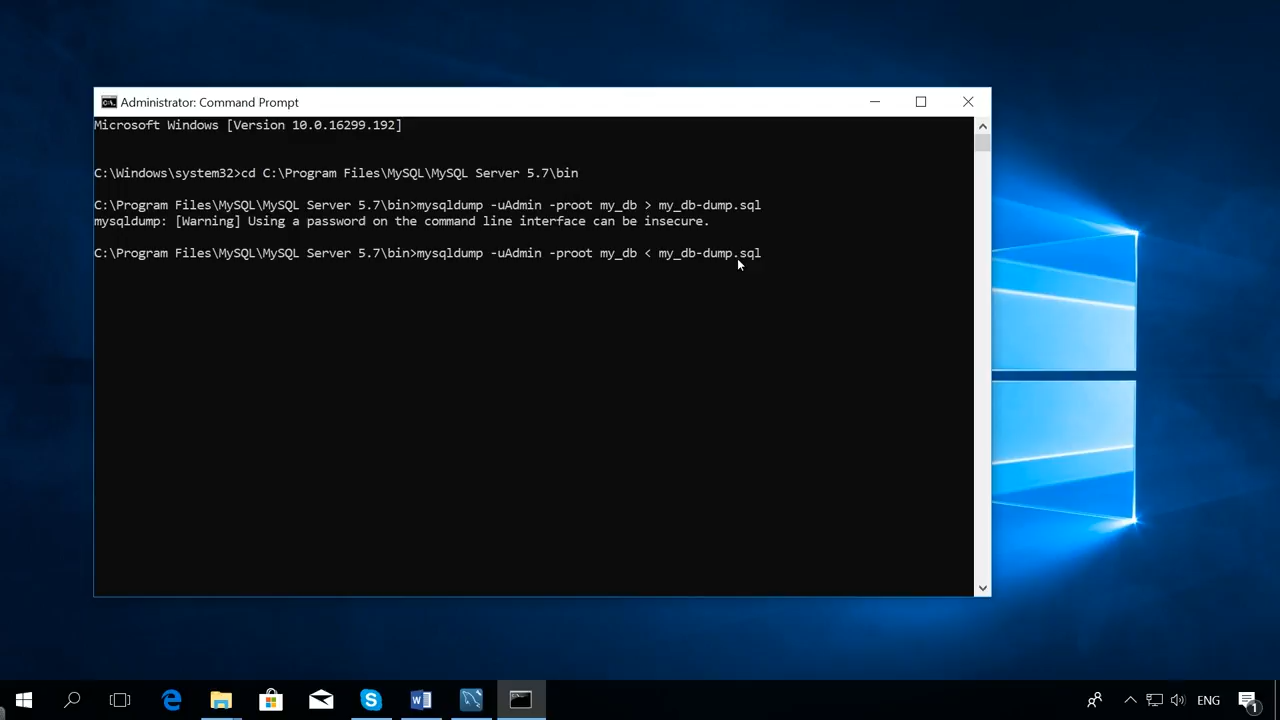 Administrator: Command Prompt
Microsoft Windows [Version 10.0.16299.192]
C:\Windows\system32>cd C:\Program Files\MySQL\MySQL Server 5.7\bin
C:\Program Files\MySQL\MySQL Server 5.7\bin>mysqldump -uAdmin -proot my_db > my_db-dump.sql
mysqldump: [Warning] Using a password on the command line interface can be insecure.
C:\Program Files\MySQL\MySQL Server 5.7\bin>mysqldump -uAdmin -proot my_db < my_db-dump.sql
ENG
1